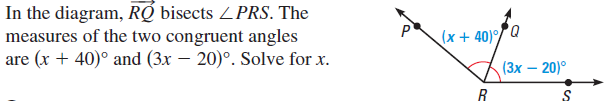 In the diagram, RQ bisects ∠PRS. The
measures of the two congruent angles
are (x + 40)° and (3x − 20)°. Solve for x.
P
(x + 40)°
Q
(3x − 20)°
R
S